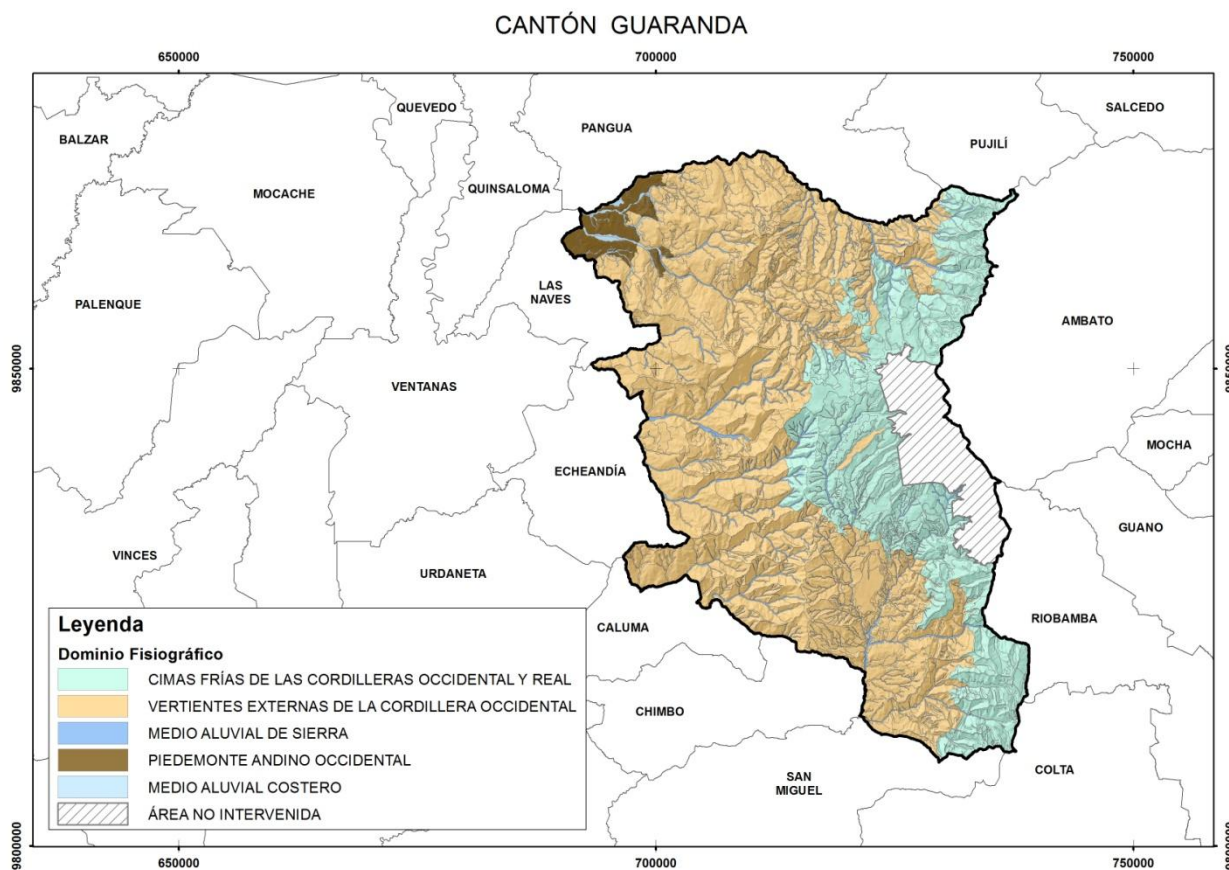 CANTÓN GUARANDA
650000
700000
750000
QUEVEDO
SALCEDO
BALZAR
PANGUA
PUJILÍ
MOCACHE
QUINSALOMA
PALENQUE
LAS
NAVES
AMBATO
9850000
9850000
VENTANAS
MOCHA
ECHEANDÍA
GUANO
VINCES
URDANETA
RIOBAMBA
CALUMA
CHIMBO
SAN
MIGUEL
COLTA
Leyenda
Dominio Fisiográfico
CIMAS FRÍAS DE LAS CORDILLERAS OCCIDENTAL Y REAL
VERTIENTES EXTERNAS DE LA CORDILLERA OCCIDENTAL
MEDIO ALUVIAL DE SIERRA
PIEDEMONTE ANDINO OCCIDENTAL
MEDIO ALUVIAL COSTERO
ÁREA NO INTERVENIDA
9800000
9800000
650000
700000
750000